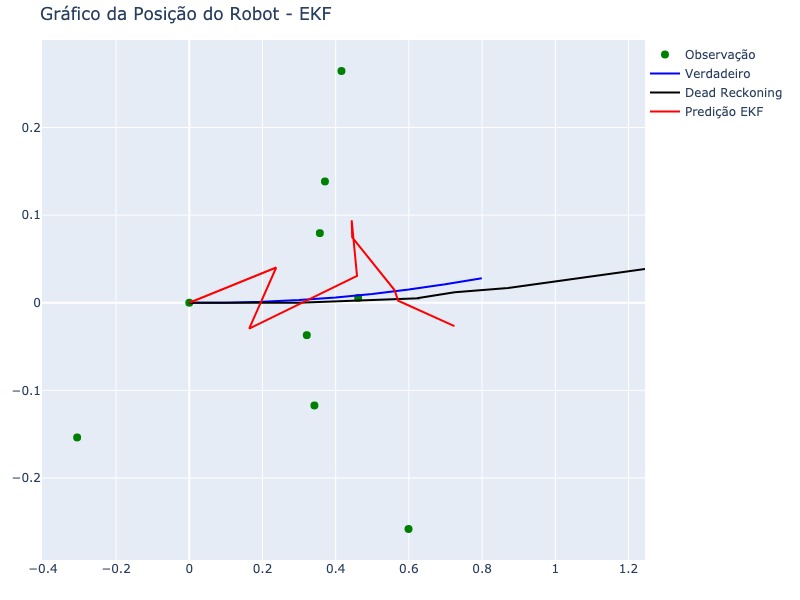 Gráfico da Posição do Robot - EKF
Observação
Verdadeiro
Dead Reckoning
Predição EKF
0.2
0.1
0
−0.1
−0.2
−0.4
−0.2
0
0.2
0.4
0.6
0.8
1
1.2